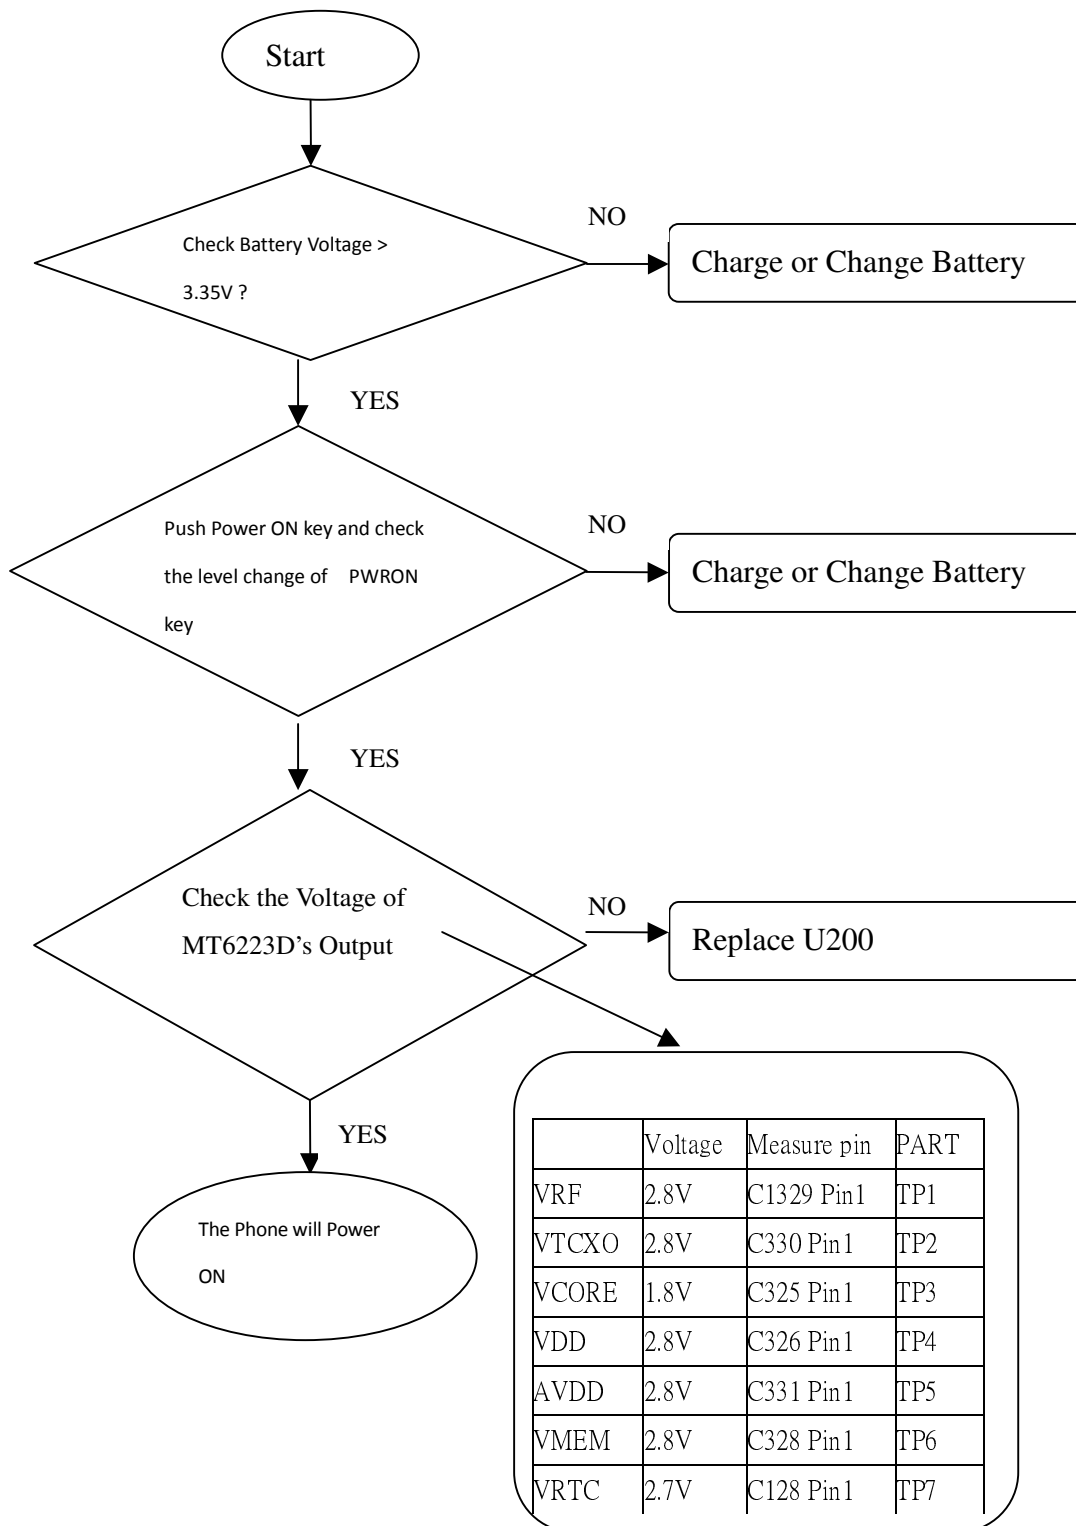 Start
Check Battery Voltage >
3.35V ?
NO
Charge or Change Battery
YES
Push Power ON key and check
the level change of PWRON
key
NO
Charge or Change Battery
YES
Check the Voltage of
MT6223D's Output
NO
Replace U200
YES
The Phone will Power
ON
Voltage Measure pin PART
VRF 2.8V C1329 Pin1 TP1
VTCXO 2.8V C330 Pin1 TP2
VCORE 1.8V C325 Pin1 TP3
VDD 2.8V C326 Pin1 TP4
AVDD 2.8V C331 Pin1 TP5
VMEM 2.8V C328 Pin1 TP6
VRTC 2.7V C128 Pin1 TP7